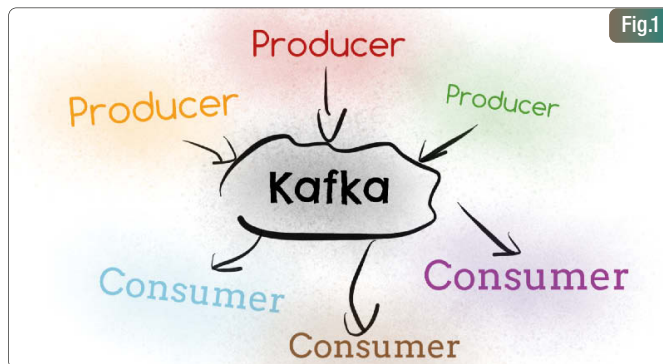 Fig.1
Producer
Producer
Producer
Kafka
Consumer
Consumer
Consumer